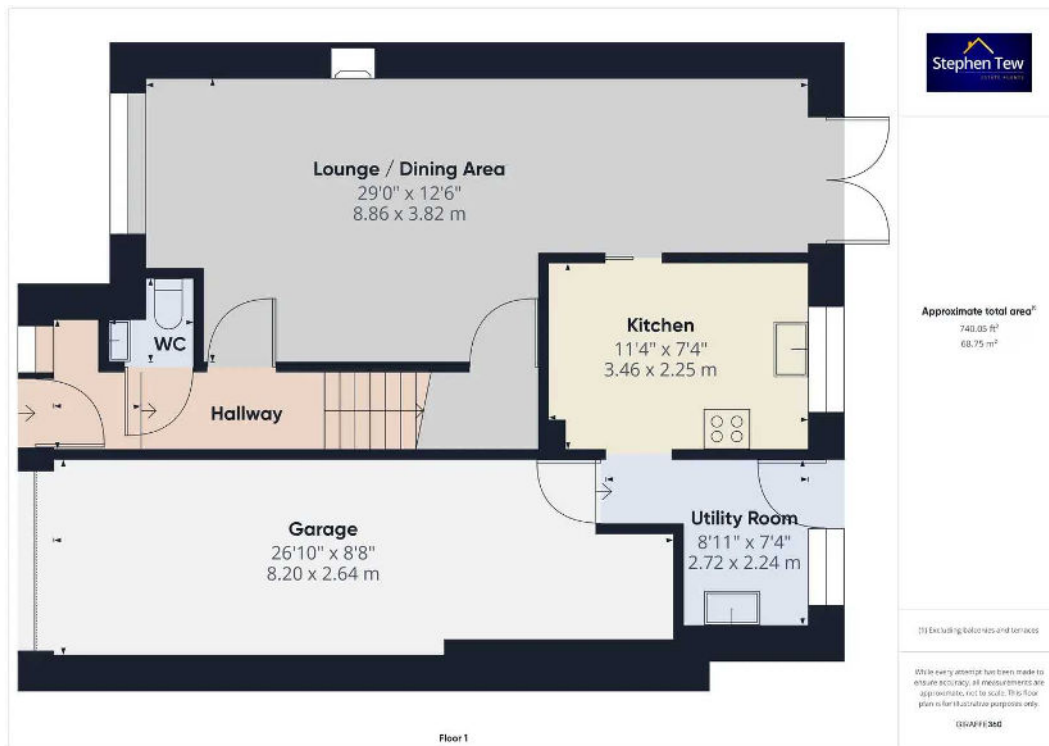 Stephen Tew
ESTATE AGENTS
Lounge / Dining Area
29'0" x 12'6"
8.86 x 3.82 m
Kitchen
11'4" x 7'4"
3.46 x 2.25 m
WC
Hallway
Garage
26'10" x 8'8"
8.20 x 2.64 m
Utility Room
8'11" x 7'4"
2.72 x 2.24 m
Floor 1
Approximate total area⁽¹⁾
740.05 ft²
68.75 m²
(1) Excluding balconies and terraces
While every attempt has been made to
ensure accuracy, all measurements are
approximate, not to scale. This floor
plan is for illustrative purposes only.
GIRAFFE360